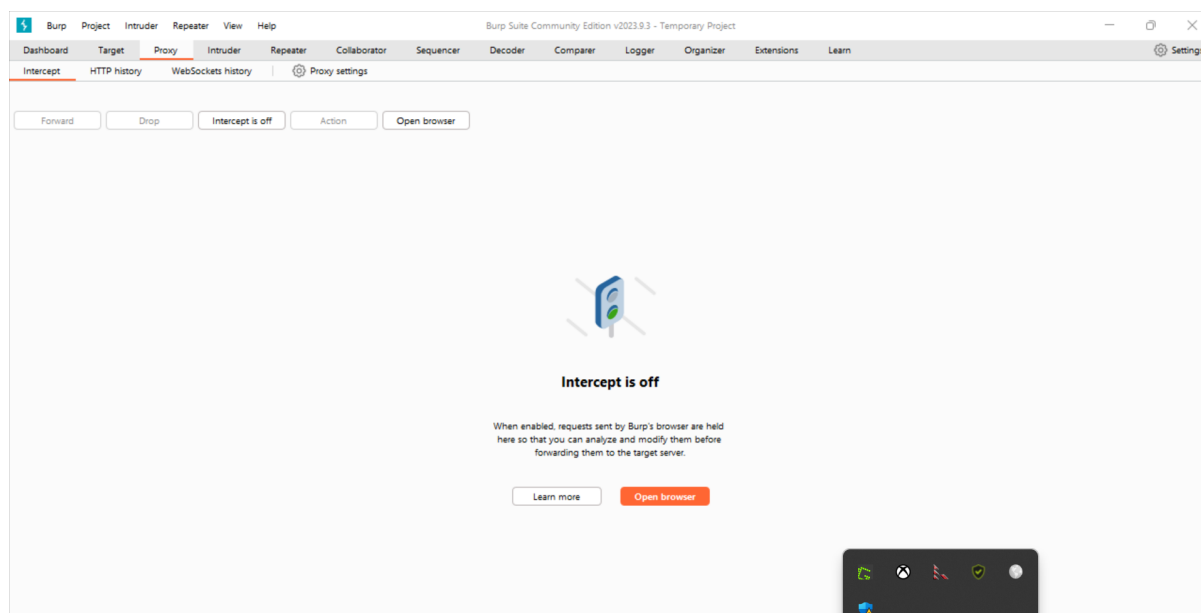 Burp Project Intruder Repeater View Help Burp Suite Community Edition v2023.9.3 - Temporary Project
Dashboard Target Proxy Intruder Repeater Collaborator Sequencer Decoder Comparer Logger Organizer Extensions Learn Settings
Intercept HTTP history WebSockets history Proxy settings
Forward Drop Intercept is off Action Open browser
Intercept is off
When enabled, requests sent by Burp's browser are held
here so that you can analyze and modify them before
forwarding them to the target server.
Learn more Open browser